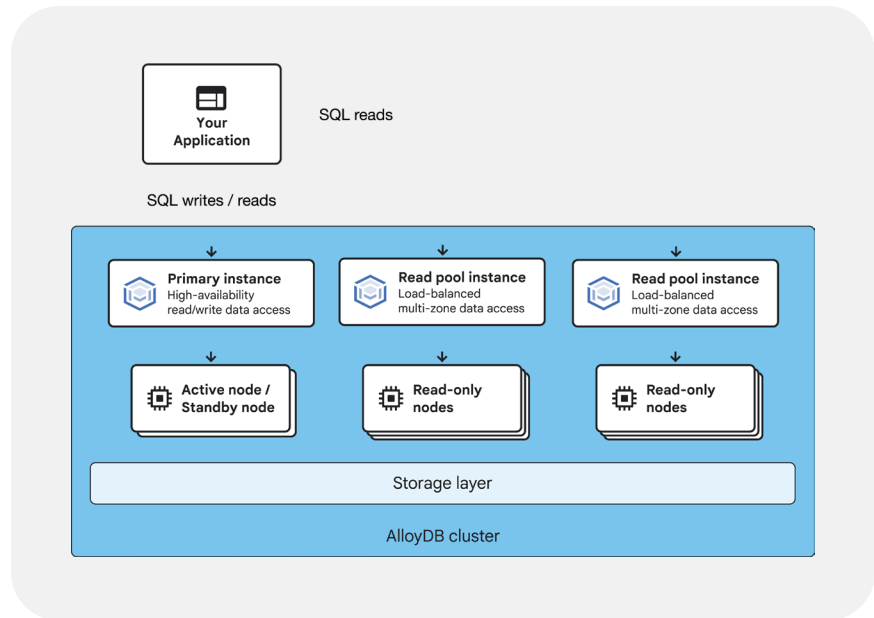 Your
Application
SQL reads
SQL writes / reads
Primary instance
High-availability
read/write data access
Read pool instance
Load-balanced
multi-zone data access
Read pool instance
Load-balanced
multi-zone data access
Active node /
Standby node
Read-only
nodes
Read-only
nodes
Storage layer
AlloyDB cluster